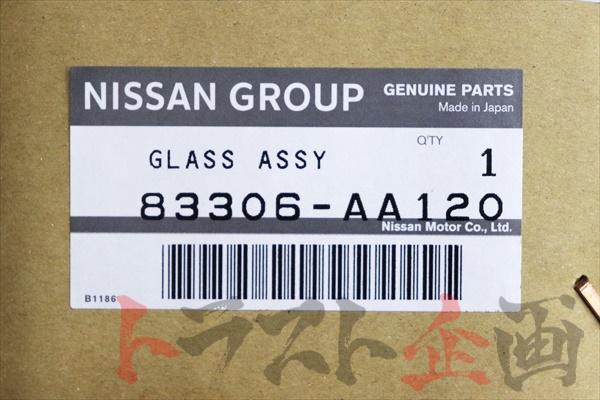 NISSAN GROUP
GENUINE PARTS
Made in Japan
Q'TY
GLASS ASSY
1
83306-AA120
Nissan Motor Co., Ltd.
B1186
トラスト企画